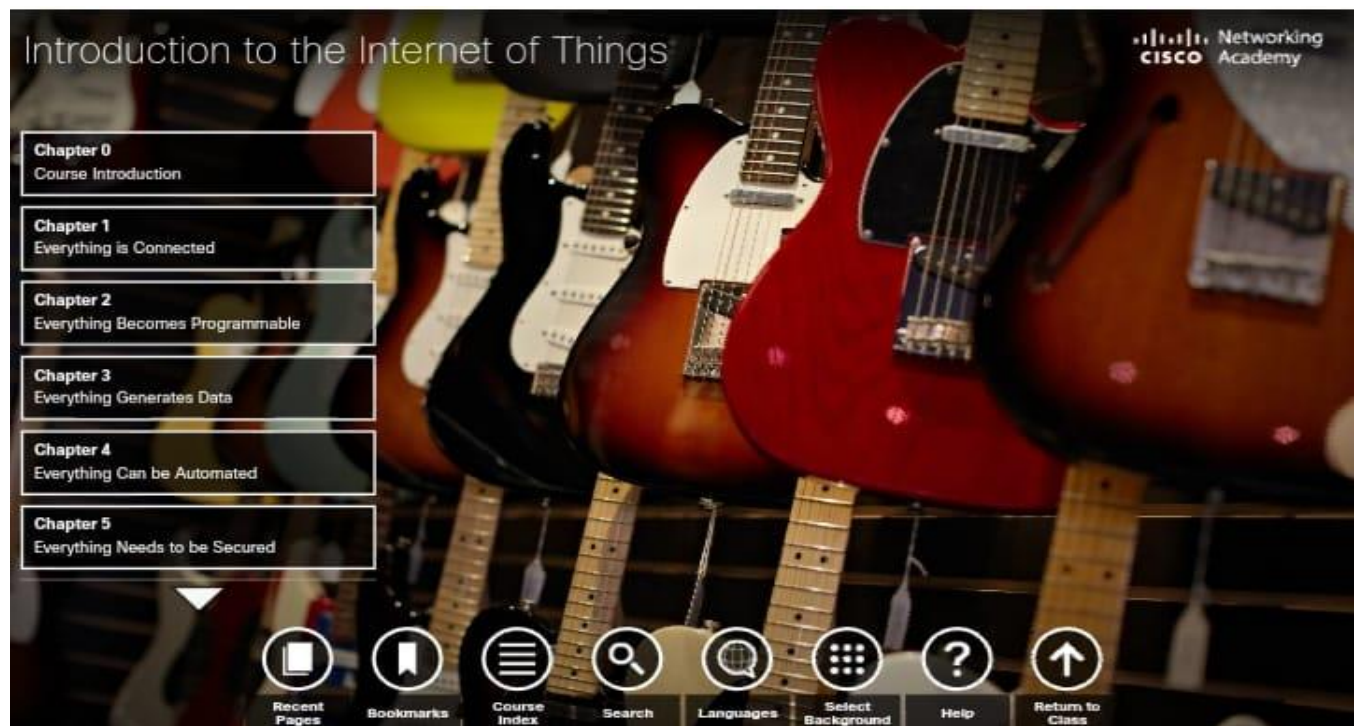 Introduction to the Internet of Things
Networking
CISCO Academy
Chapter 0
Course Introduction
Chapter 1
Everything is Connected
Chapter 2
Everything Becomes Programmable
Chapter 3
Everything Generates Data
Chapter 4
Everything Can be Automated
Chapter 5
Everything Needs to be Secured
Recent
Pages
Bookmarks
Course
Index
Search
Languages
Select
Background
?
Help
Return to
Class